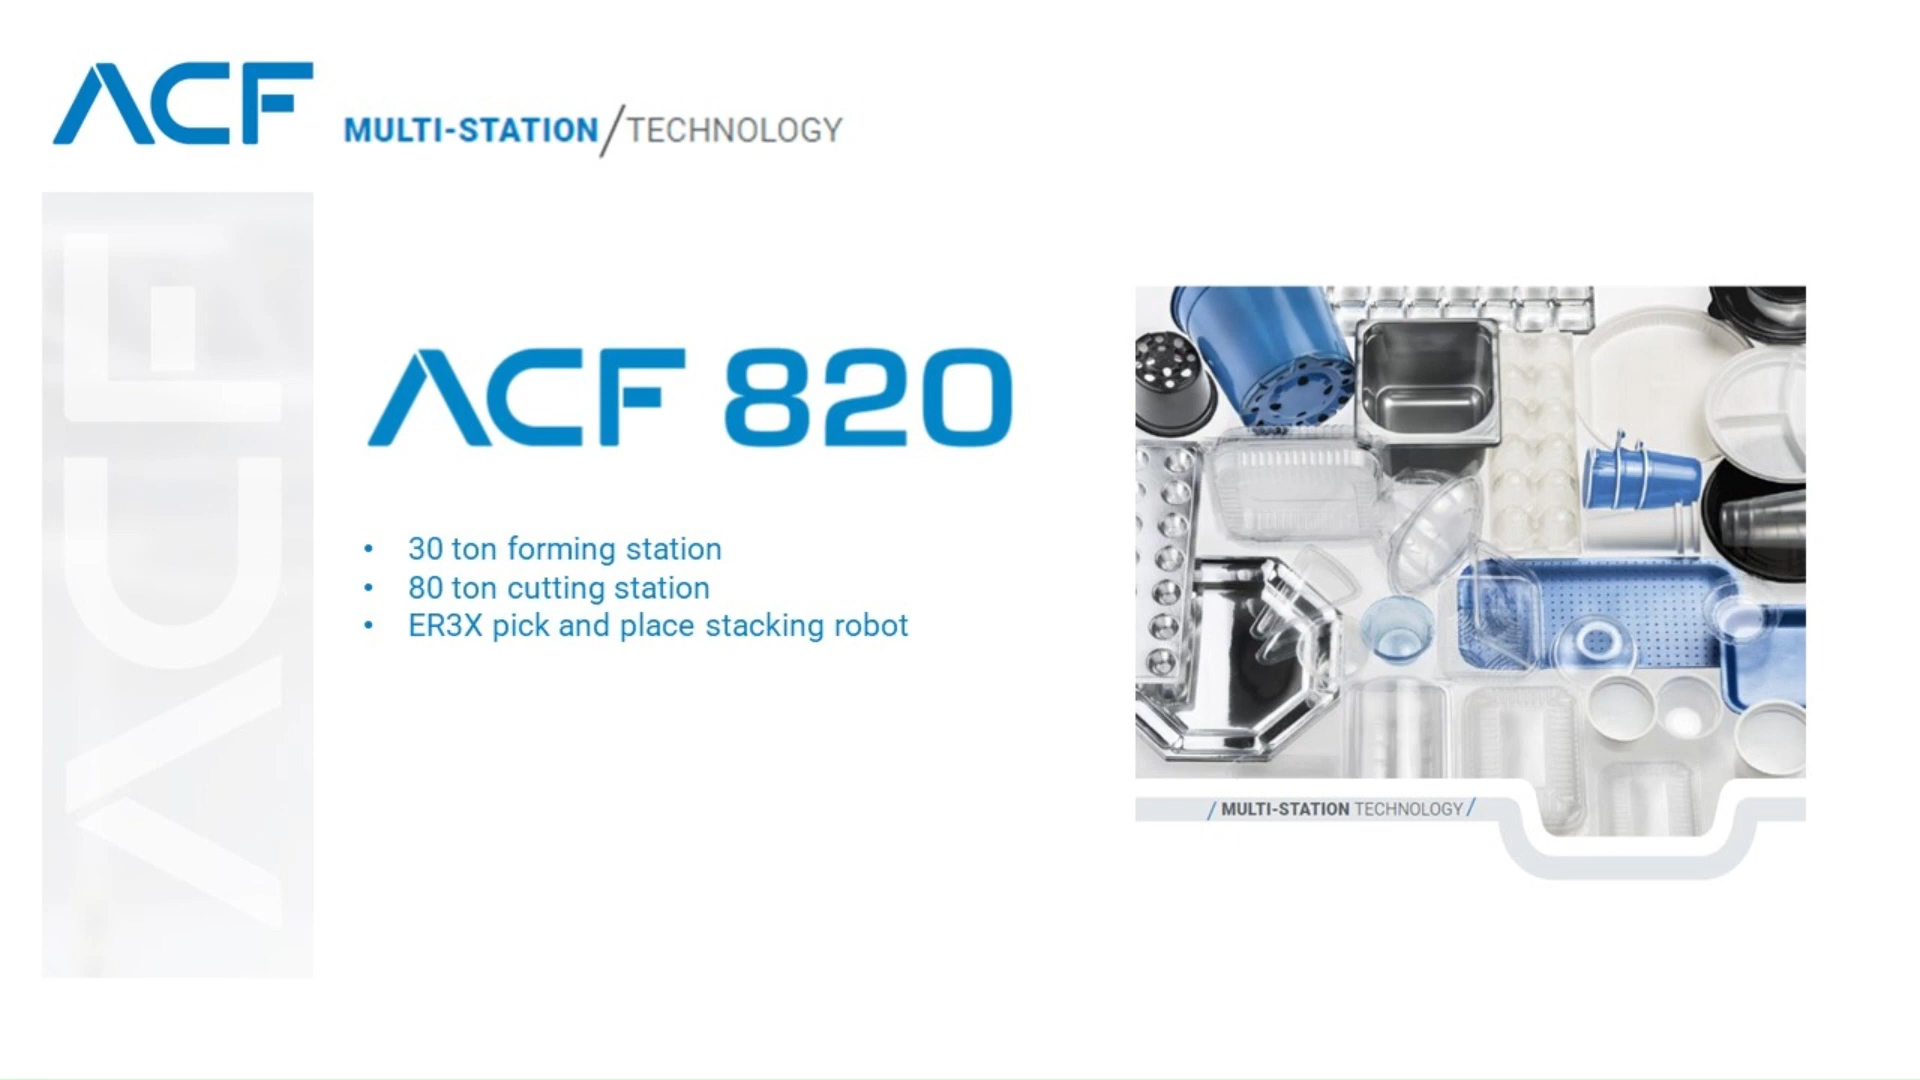 ACF
MULTI-STATION/TECHNOLOGY
ACF
ACF 820
• 30 ton forming station
• 80 ton cutting station
• ER3X pick and place stacking robot
/ MULTI-STATION TECHNOLOGY /